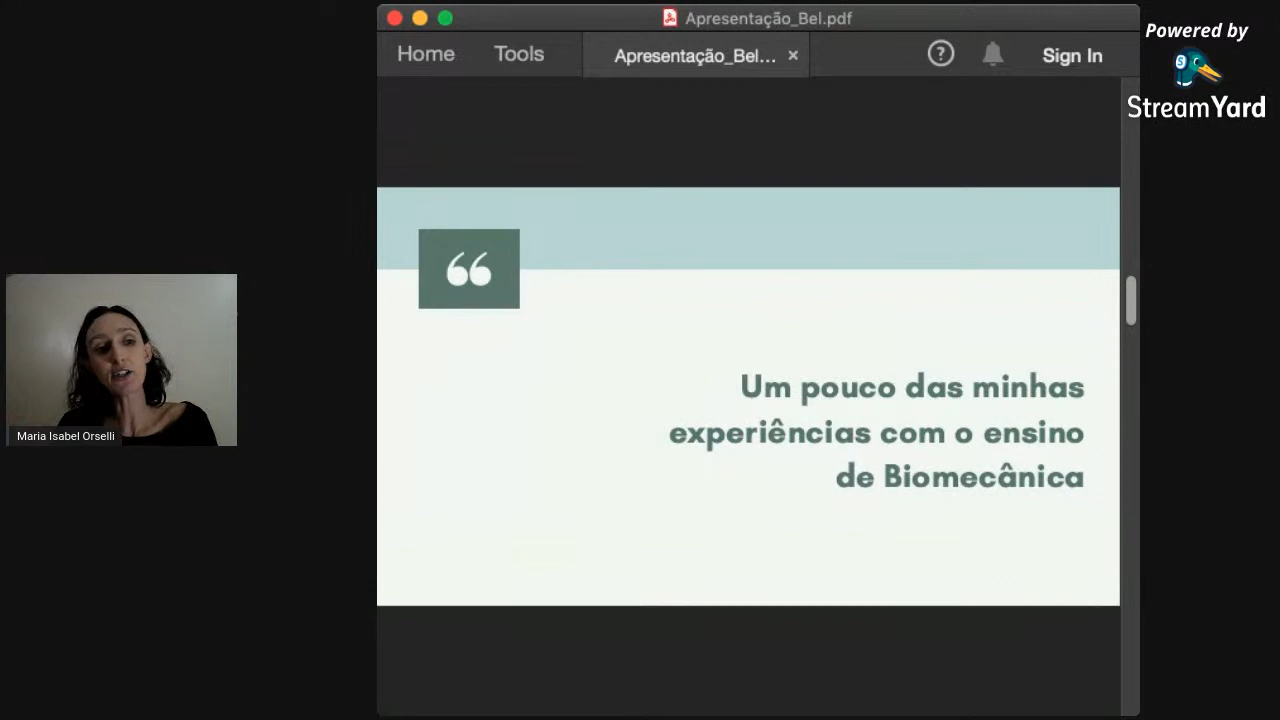 Apresentação_Bel.pdf
Home
Tools
Apresentação_Bel...
Sign In
Powered by
StreamYard
Um pouco das minhas
experiências com o ensino
de Biomecânica
Maria Isabel Orselli